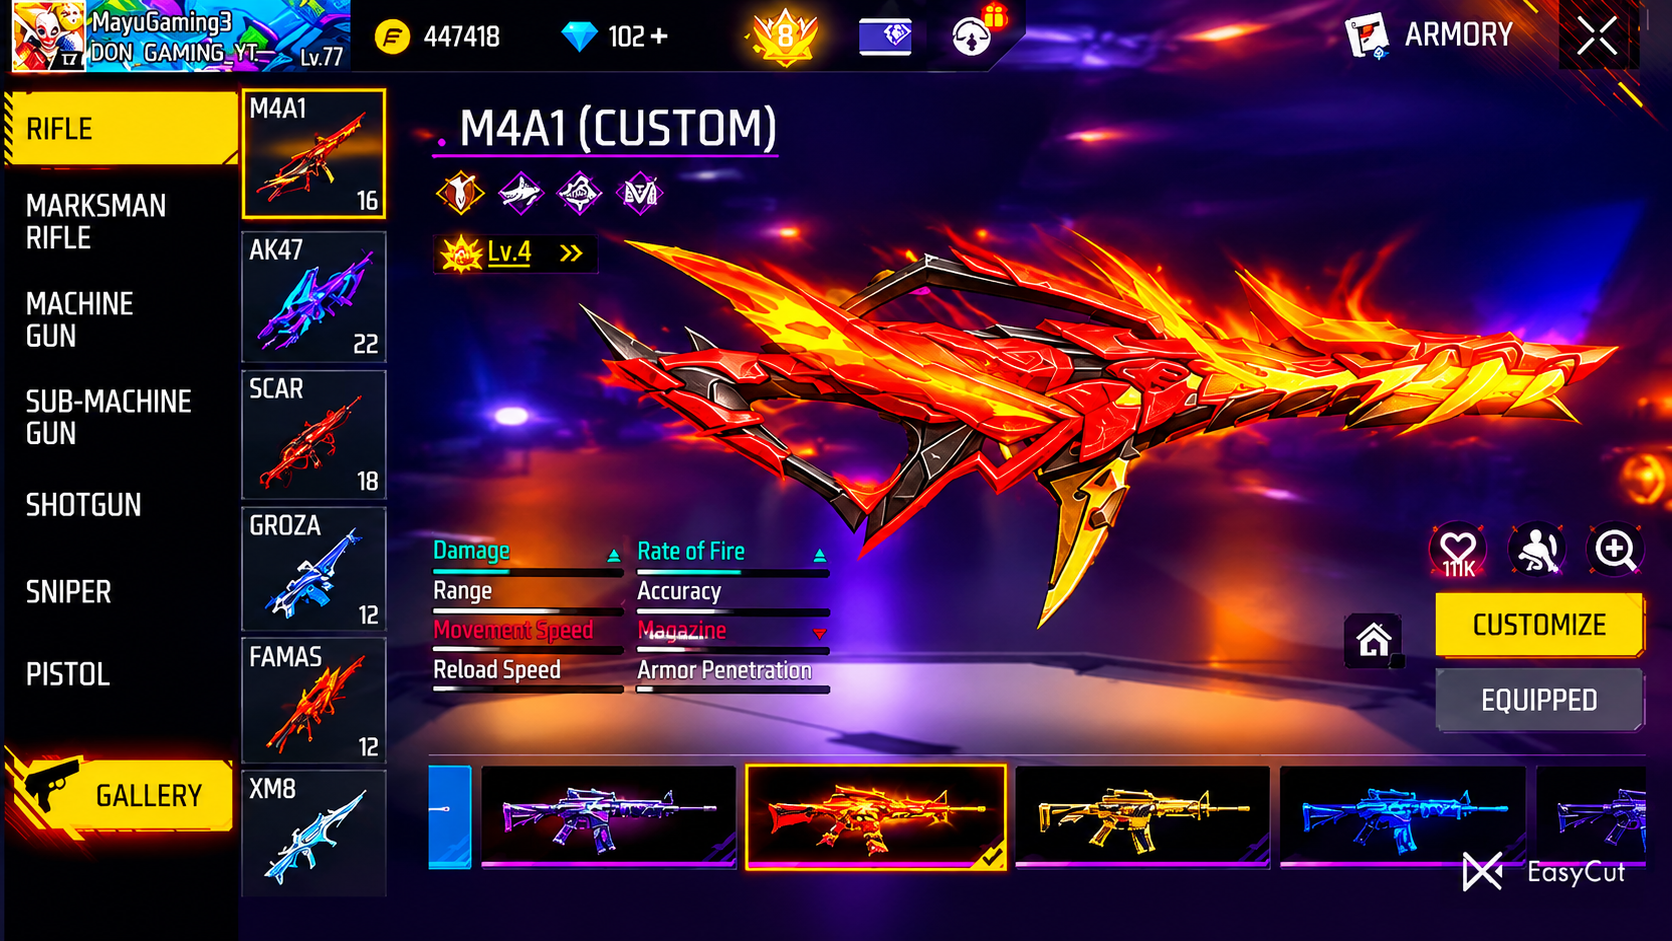 MayuGaming3
DON_GAMING_YT.
Lv.77
447418
102 +
8
ARMORY
RIFLE
MARKSMAN
RIFLE
MACHINE
GUN
SUB-MACHINE
GUN
SHOTGUN
SNIPER
PISTOL
GALLERY
M4A1
16
AK47
22
SCAR
18
GROZA
12
FAMAS
12
XM8
M4A1 (CUSTOM)
Lv.4
Damage
Rate of Fire
Range
Accuracy
Movement Speed
Magazine
Reload Speed
Armor Penetration
111K
CUSTOMIZE
EQUIPPED
EasyCut